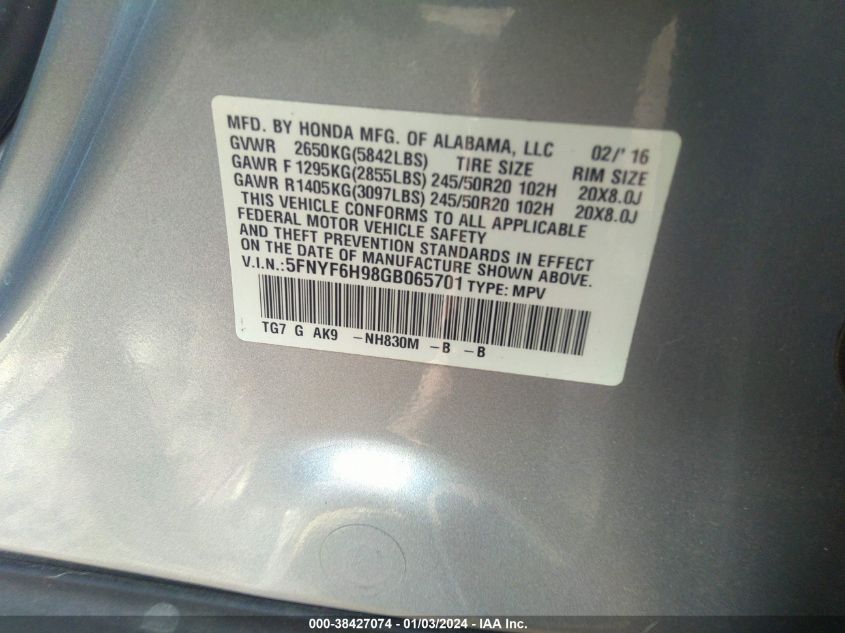 MFD. BY HONDA MFG. OF ALABAMA, LLC 02/' 16
GVWR 2650KG(5842LBS) TIRE SIZE RIM SIZE
GAWR F 1295KG(2855LBS) 245/50R20 102H 20X8.0J
GAWR R1405KG(3097LBS) 245/50R20 102H 20X8.0J
THIS VEHICLE CONFORMS TO ALL APPLICABLE
FEDERAL MOTOR VEHICLE SAFETY
AND THEFT PREVENTION STANDARDS IN EFFECT
ON THE DATE OF MANUFACTURE SHOWN ABOVE.
V.I.N.:5FNYF6H98GB065701 TYPE: MPV
TG7 G AK9 -NH830M -B -B
000-38427074 - 01/03/2024 - IAA Inc.